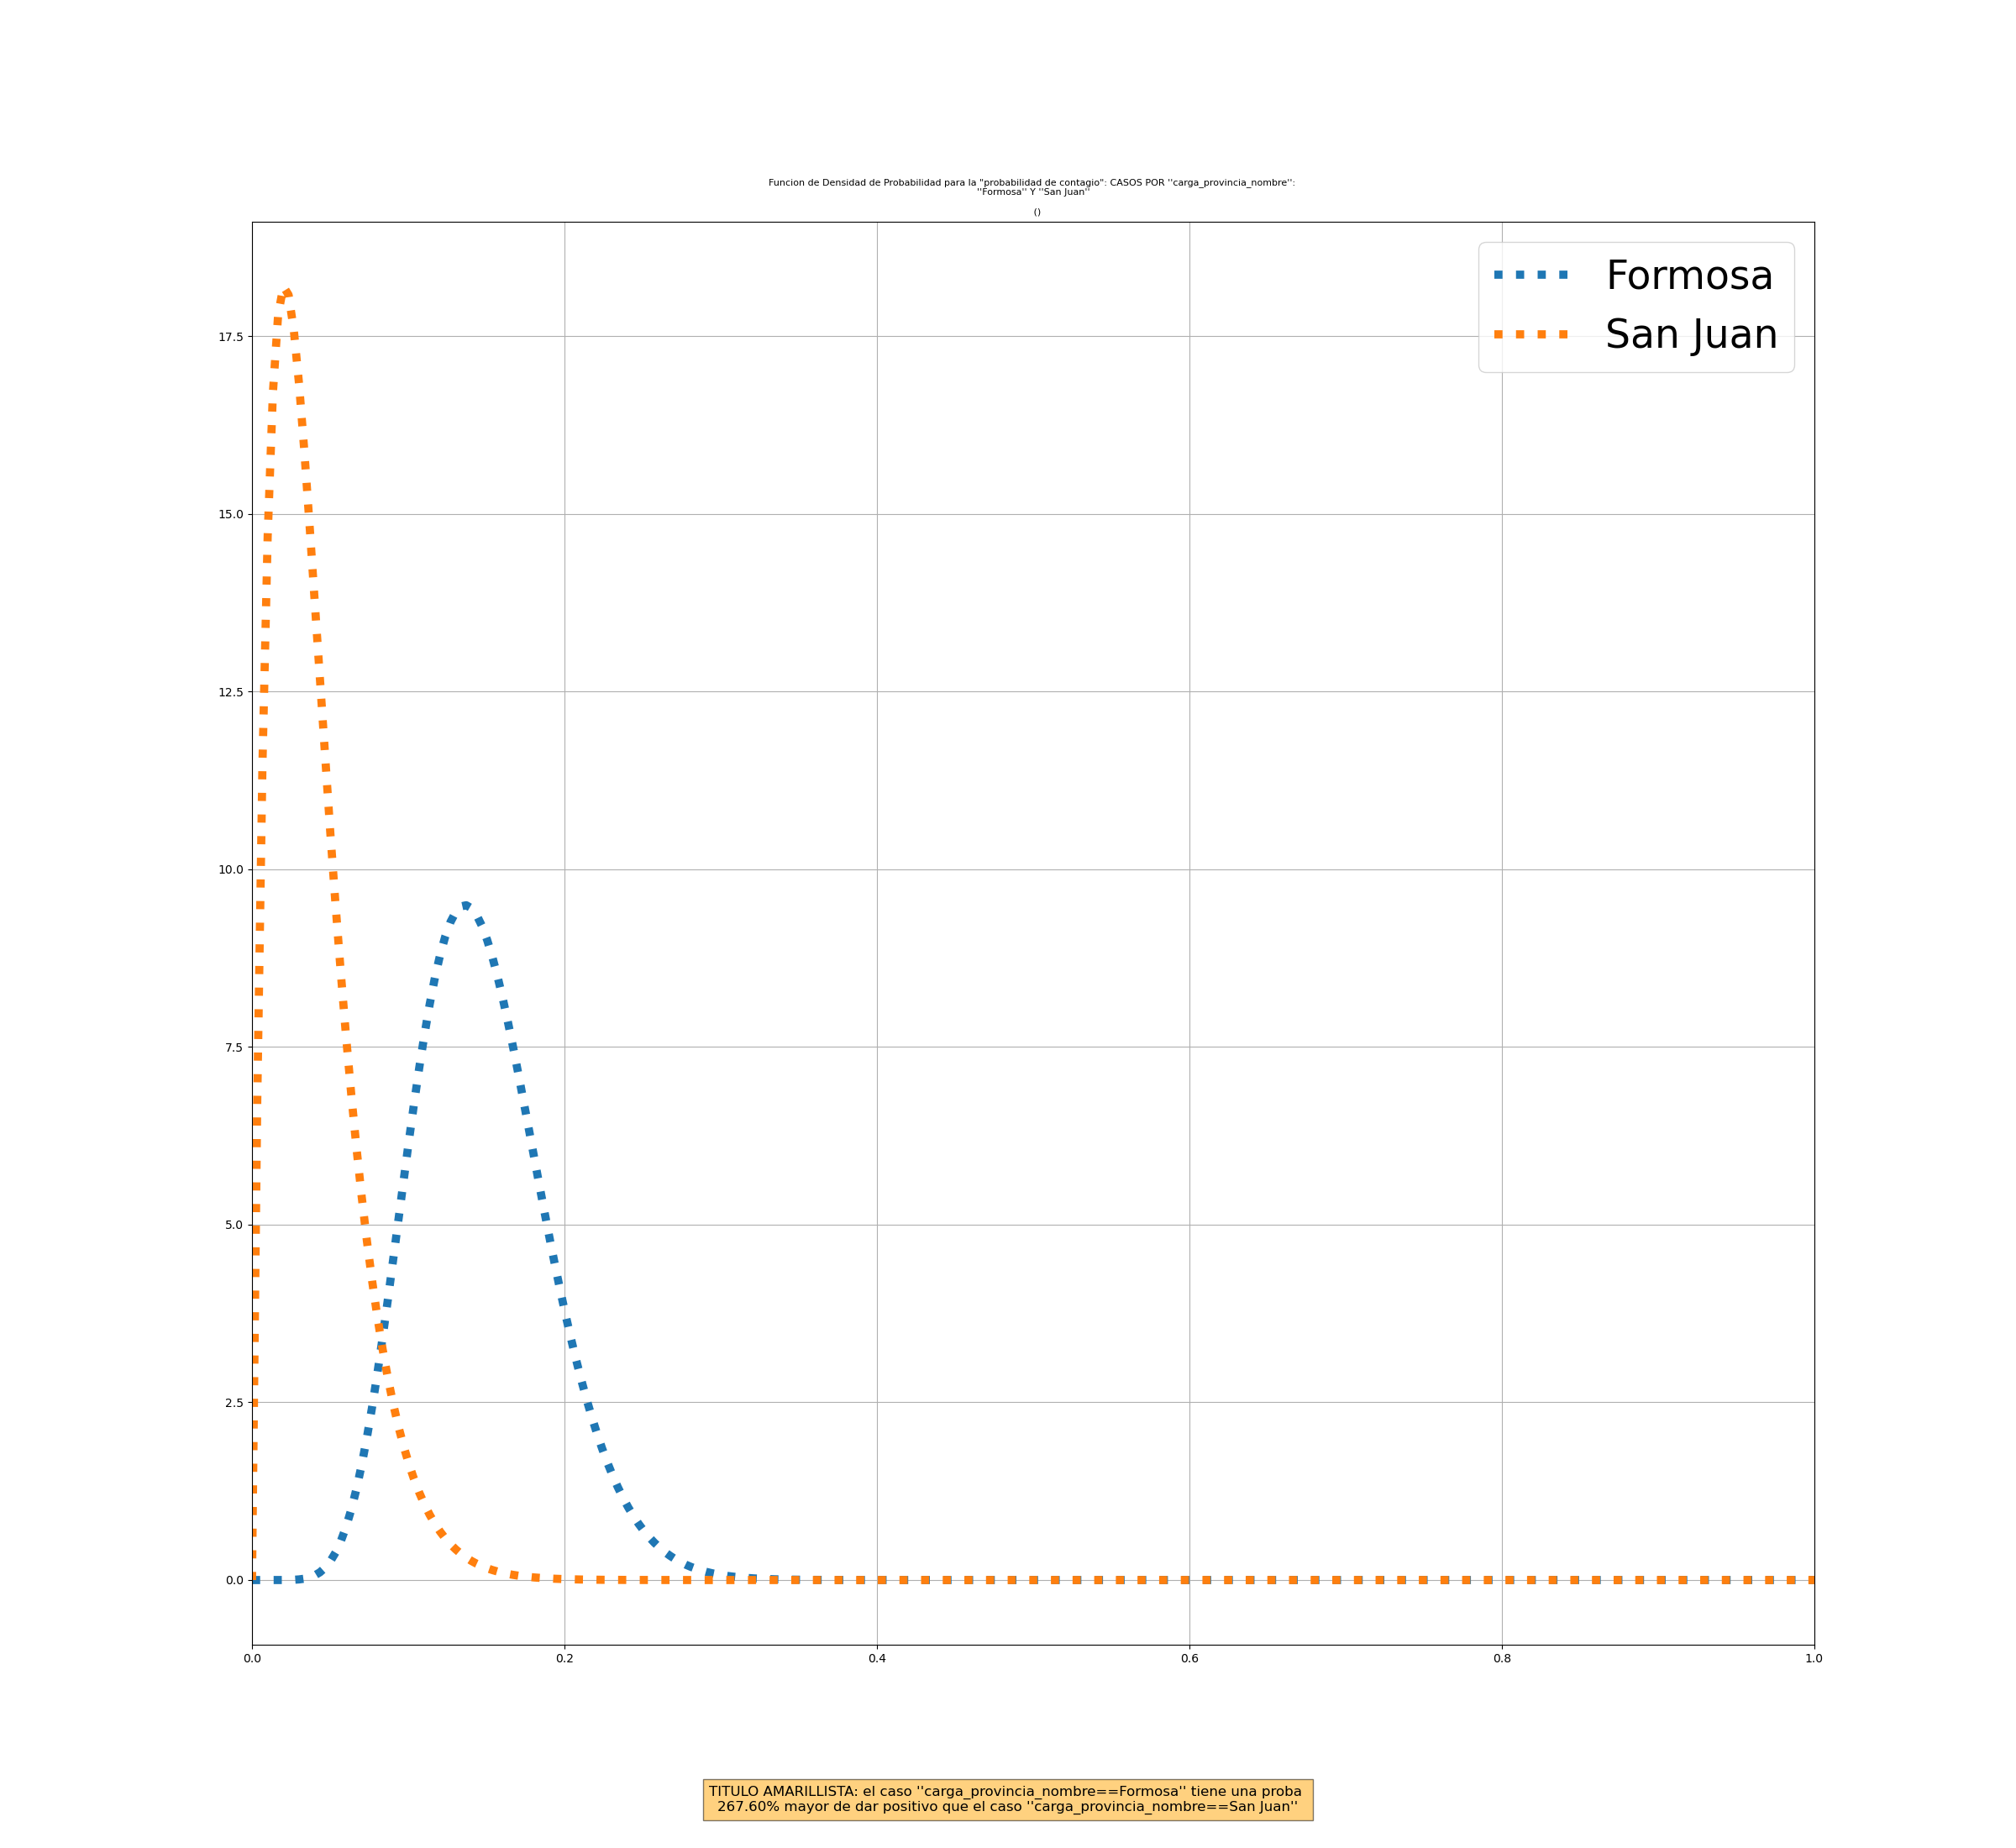 Funcion de Densidad de Probabilidad para la "probabilidad de contagio": CASOS POR ''carga_provincia_nombre'':
''Formosa'' Y ''San Juan''
()
Formosa
San Juan
17.5
15.0
12.5
10.0
7.5
5.0
2.5
0.0
0.0 0.2 0.4 0.6 0.8 1.0
TITULO AMARILLISTA: el caso ''carga_provincia_nombre==Formosa'' tiene una proba
267.60% mayor de dar positivo que el caso ''carga_provincia_nombre==San Juan''